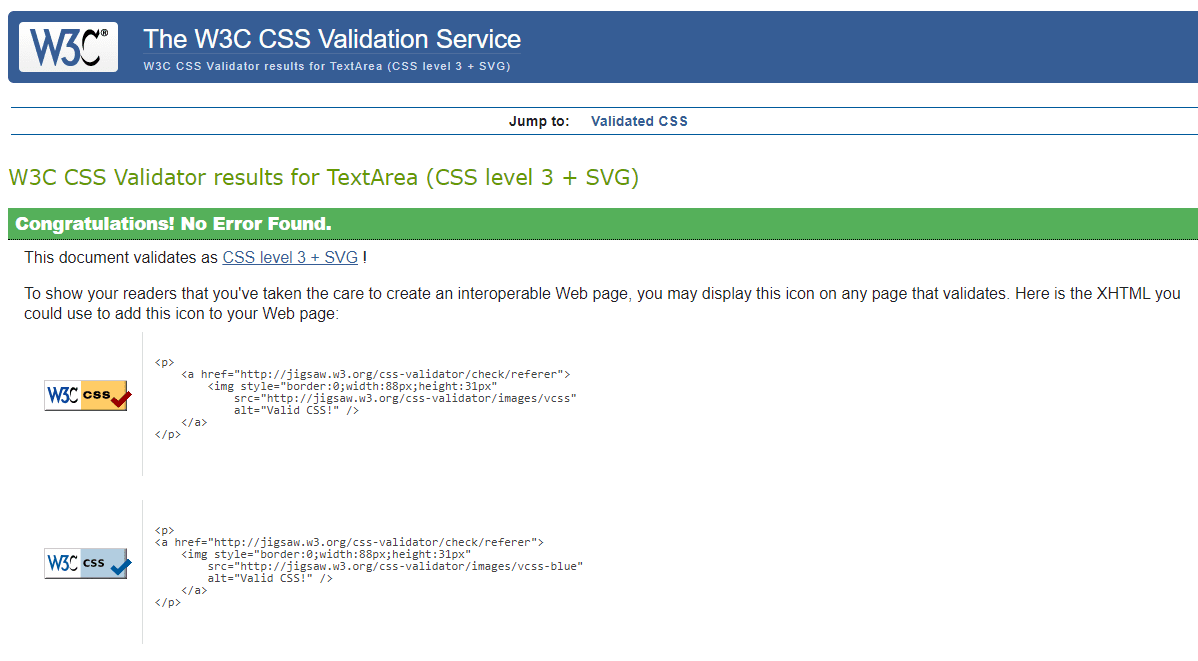 W3C®
The W3C CSS Validation Service
W3C CSS Validator results for TextArea (CSS level 3 + SVG)
Jump to: Validated CSS
W3C CSS Validator results for TextArea (CSS level 3 + SVG)
Congratulations! No Error Found.
This document validates as CSS level 3 + SVG !
To show your readers that you've taken the care to create an interoperable Web page, you may display this icon on any page that validates. Here is the XHTML you
could use to add this icon to your Web page:
W3C css
<p>
    <a href="http://jigsaw.w3.org/css-validator/check/referer">
        <img style="border:0;width:88px;height:31px"
            src="http://jigsaw.w3.org/css-validator/images/vcss"
            alt="Valid CSS!" />
    </a>
</p>
W3C css
<p>
<a href="http://jigsaw.w3.org/css-validator/check/referer">
    <img style="border:0;width:88px;height:31px"
        src="http://jigsaw.w3.org/css-validator/images/vcss-blue"
        alt="Valid CSS!" />
    </a>
</p>